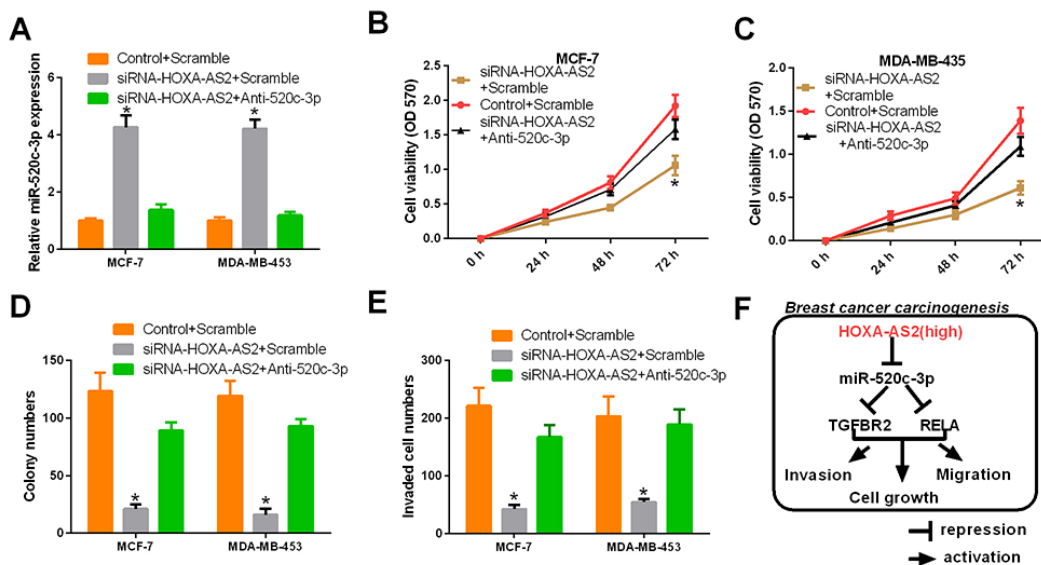 A
Control+Scramble
siRNA-HOXA-AS2+Scramble
siRNA-HOXA-AS2+Anti-520c-3p
Relative miR-520c-3p expression
6
4
2
0
*
*
MCF-7
MDA-MB-453
B
MCF-7
siRNA-HOXA-AS2
+Scramble
Control+Scramble
siRNA-HOXA-AS2
+Anti-520c-3p
Cell viability (OD 570)
2.5
2.0
1.5
1.0
0.5
0.0
*
0 h
24 h
48 h
72 h
C
MDA-MB-435
siRNA-HOXA-AS2
+Scramble
Control+Scramble
siRNA-HOXA-AS2
+Anti-520c-3p
Cell viability (OD 570)
2.0
1.5
1.0
0.5
0.0
*
0 h
24 h
48 h
72 h
D
Control+Scramble
siRNA-HOXA-AS2+Scramble
siRNA-HOXA-AS2+Anti-520c-3p
Colony numbers
150
100
50
0
*
*
MCF-7
MDA-MB-453
E
Control+Scramble
siRNA-HOXA-AS2+Scramble
siRNA-HOXA-AS2+Anti-520c-3p
Invaded cell numbers
300
200
100
0
*
*
MCF-7
MDA-MB-453
F
Breast cancer carcinogenesis
HOXA-AS2(high)
miR-520c-3p
TGFBR2 RELA
Invasion Migration
Cell growth
repression
activation